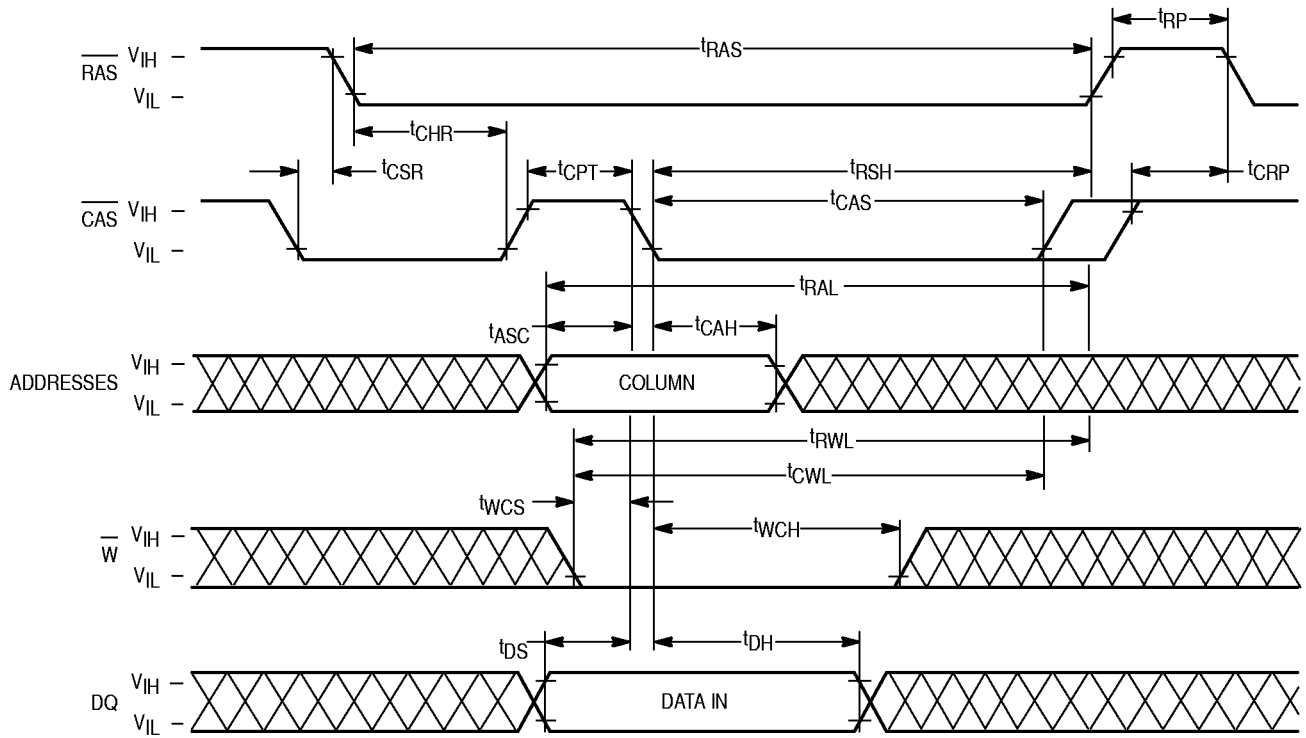 tRP
tRAS
RAS VIH
VIL
tCHR
tCSR
tCPT
tRSH
tCRP
tCAS
CAS VIH
VIL
tRAL
tASC
tCAH
ADDRESSES VIH
VIL
COLUMN
tRWL
tCWL
tWCS
tWCH
W VIH
VIL
tDS
tDH
DQ VIH
VIL
DATA IN